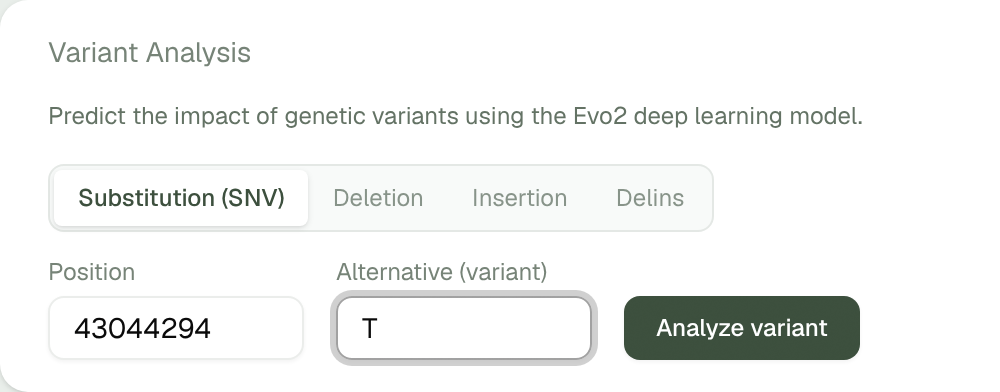 Variant Analysis
Predict the impact of genetic variants using the Evo2 deep learning model.
Substitution (SNV) Deletion Insertion Delins
Position Alternative (variant)
43044294 T Analyze variant